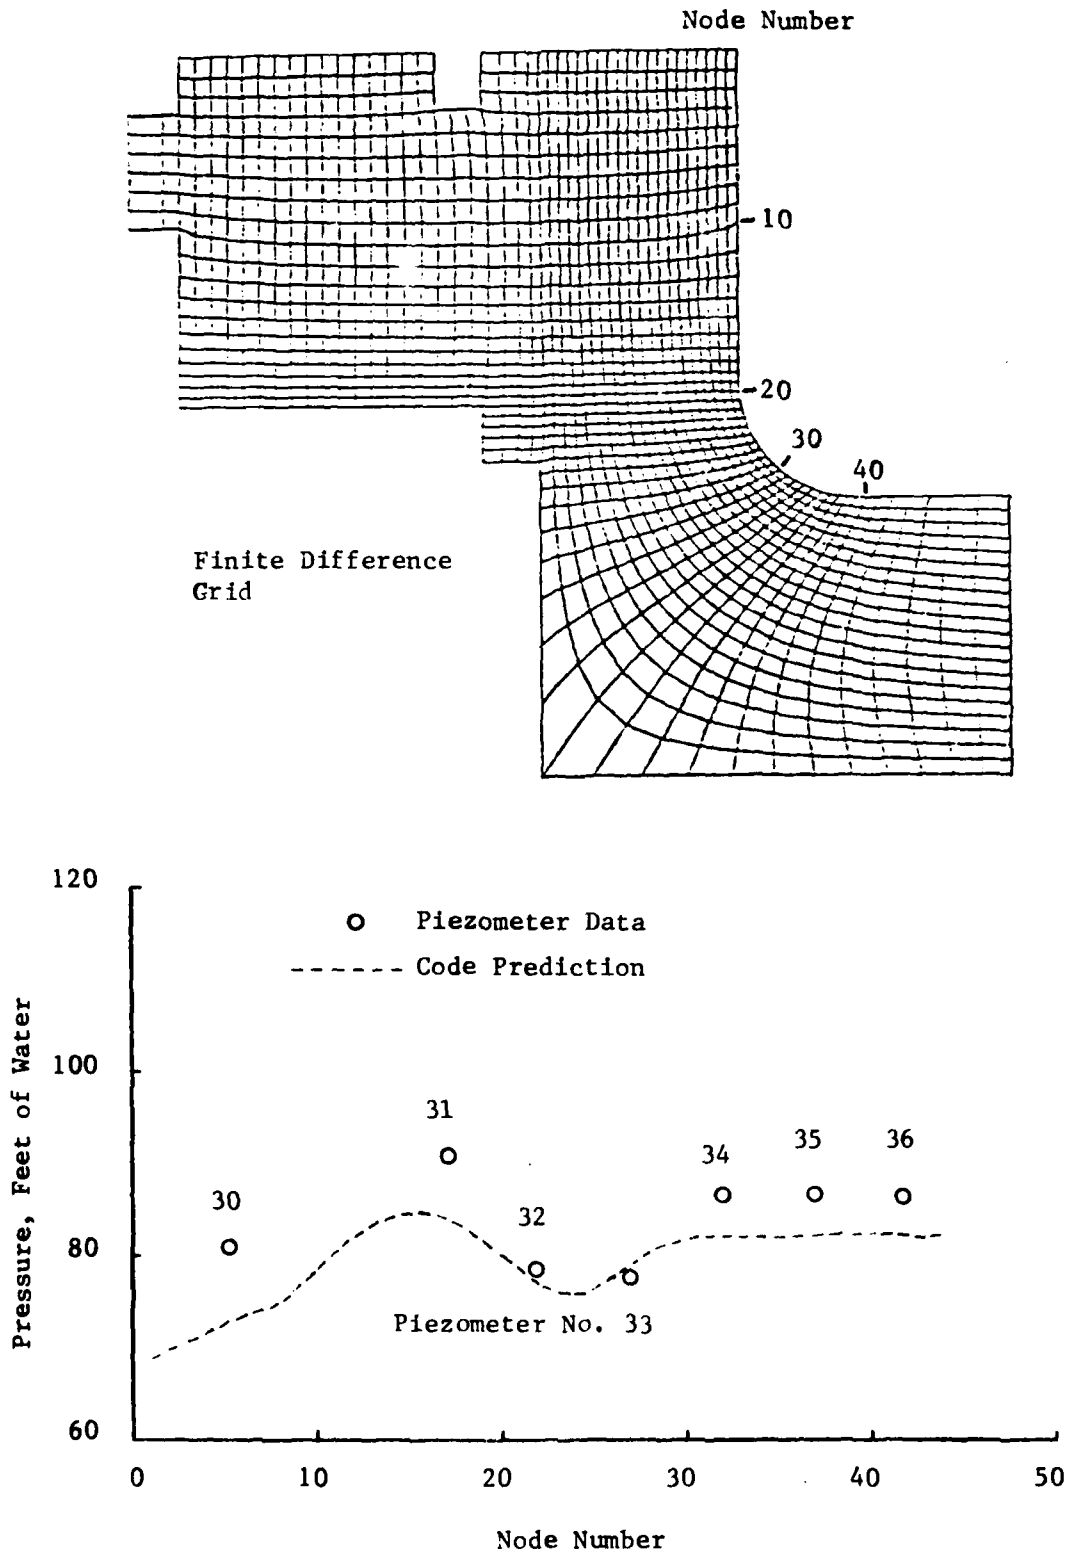 Node Number
10
20
30
40
Finite Difference
Grid
120
100
80
60
Pressure, Feet of Water
Piezometer Data
Code Prediction
30
31
32
Piezometer No. 33
34
35
36
0
10
20
30
40
50
Node Number